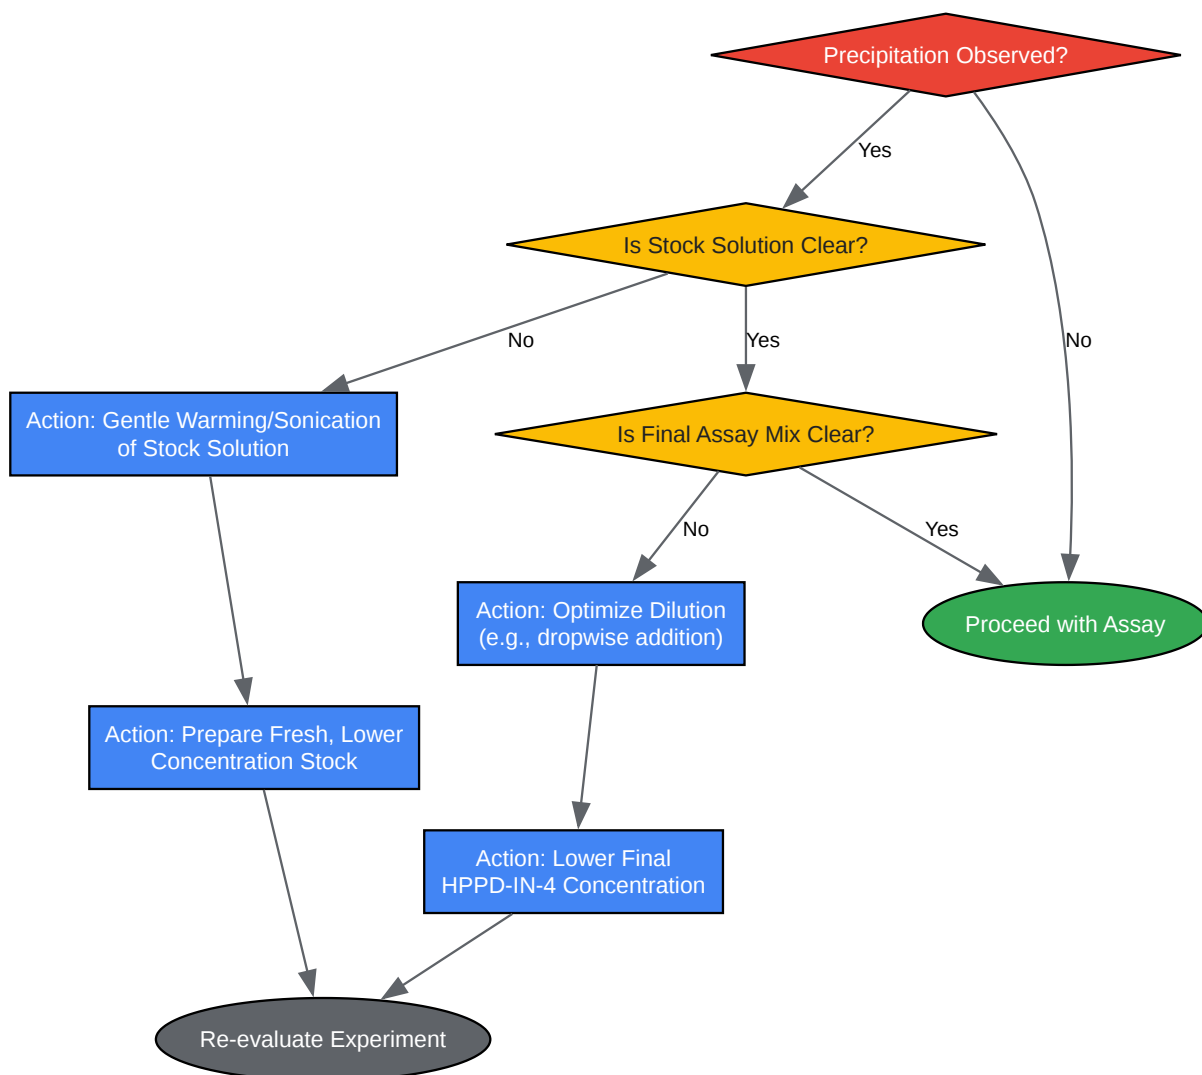 Precipitation Observed?
Yes
Is Stock Solution Clear?
No
Yes
No
Action: Gentle Warming/Sonication
of Stock Solution
Is Final Assay Mix Clear?
No
Yes
Action: Optimize Dilution
(e.g., dropwise addition)
Proceed with Assay
Action: Prepare Fresh, Lower
Concentration Stock
Action: Lower Final
HPPD-IN-4 Concentration
Re-evaluate Experiment